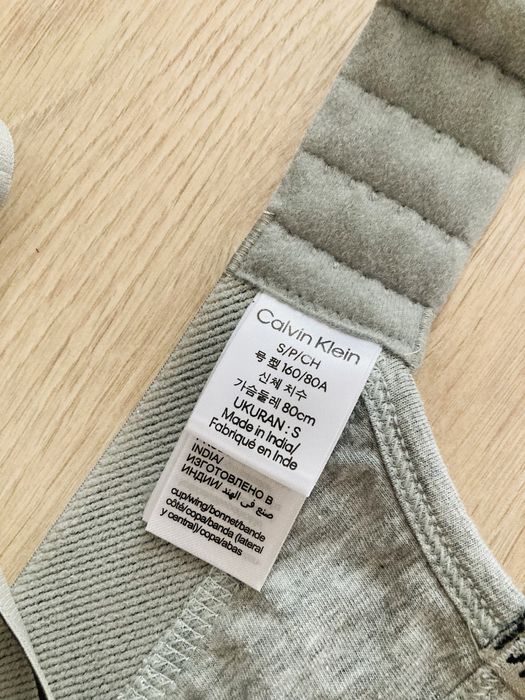 Calvin Klein
S/P/CH
号型 160/80A
신체 치수
가슴둘레 80cm
UKURAN : S
Made in India/
Fabriqué en Inde
INDIA/
ИЗГОТОВЛЕНО В
ИНДИИ/ صنع في الهند
cup/wing/bonnet/bande
côté/copa/banda (lateral
y central)/copa/abas